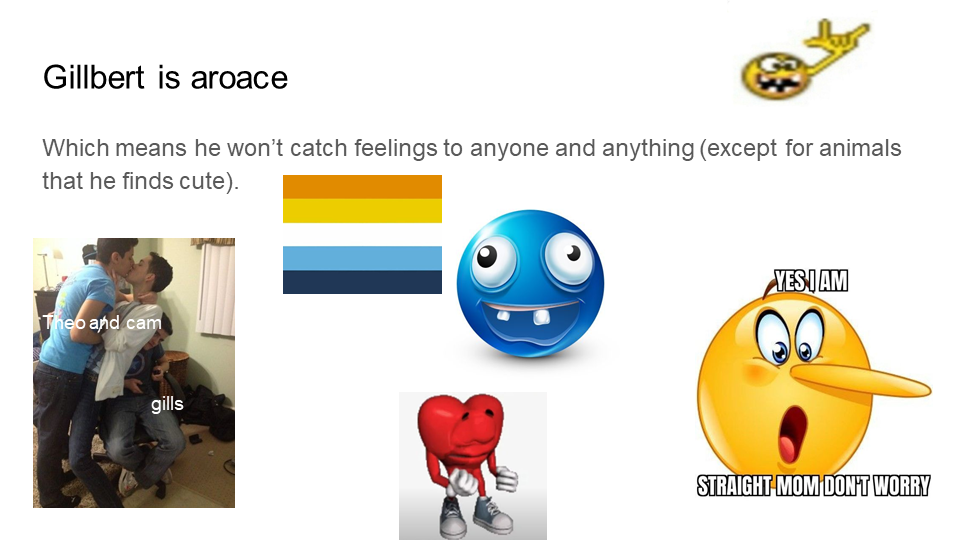 Gillbert is aroace
Which means he won’t catch feelings to anyone and anything (except for animals
that he finds cute).
Theo and cam
gills
YES I AM
STRAIGHT MOM DON'T WORRY